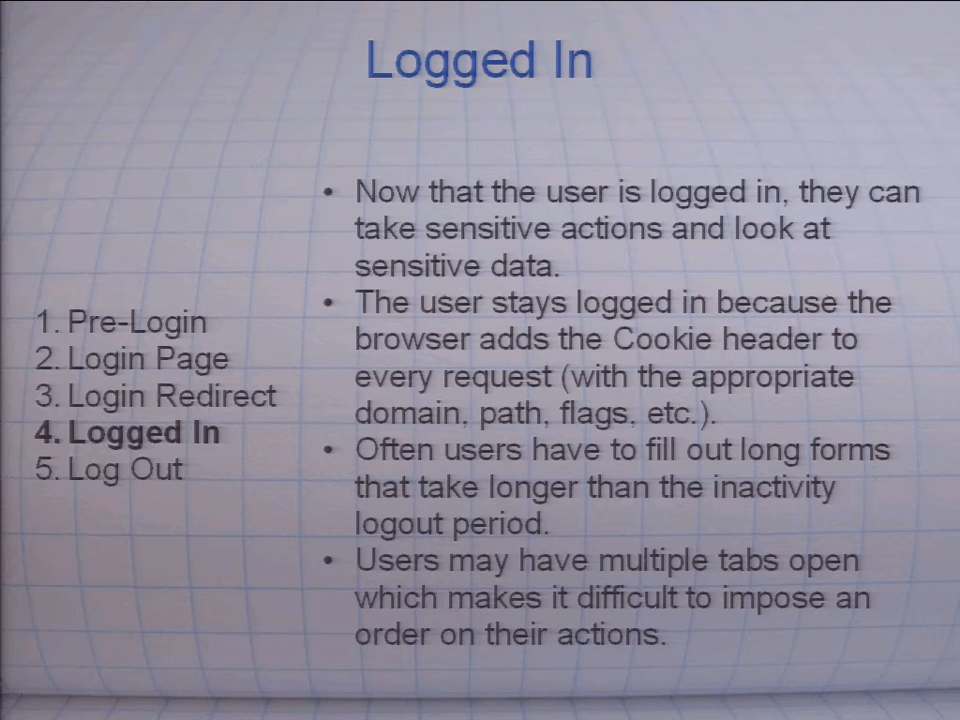 Logged In
1. Pre-Login
2. Login Page
3. Login Redirect
4. Logged In
5. Log Out
• Now that the user is logged in, they can
take sensitive actions and look at
sensitive data.
• The user stays logged in because the
browser adds the Cookie header to
every request (with the appropriate
domain, path, flags, etc.).
• Often users have to fill out long forms
that take longer than the inactivity
logout period.
• Users may have multiple tabs open
which makes it difficult to impose an
order on their actions.